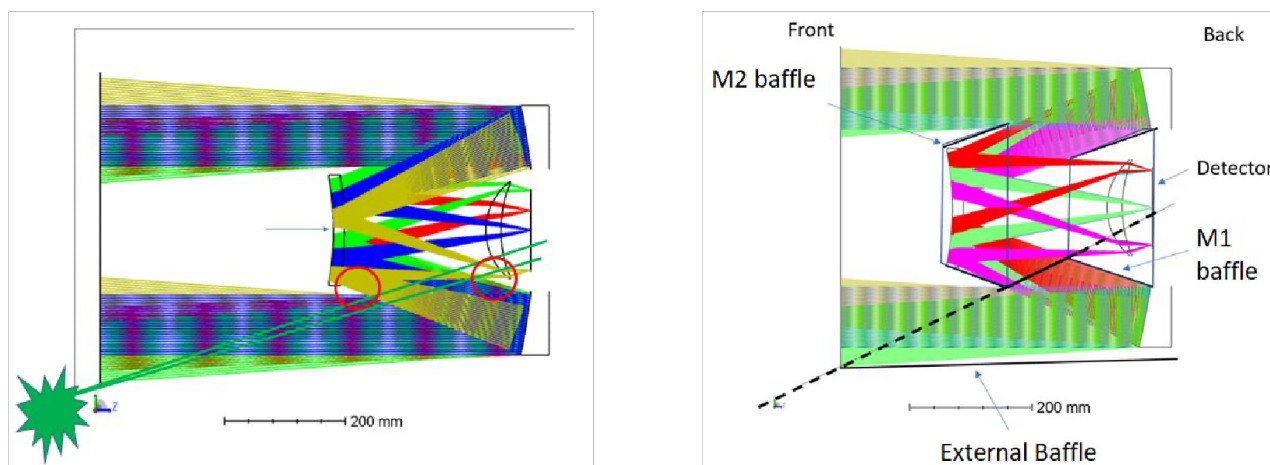 Z
200 mm
Front
Back
M2 baffle
Detector
M1
baffle
200 mm
External Baffle